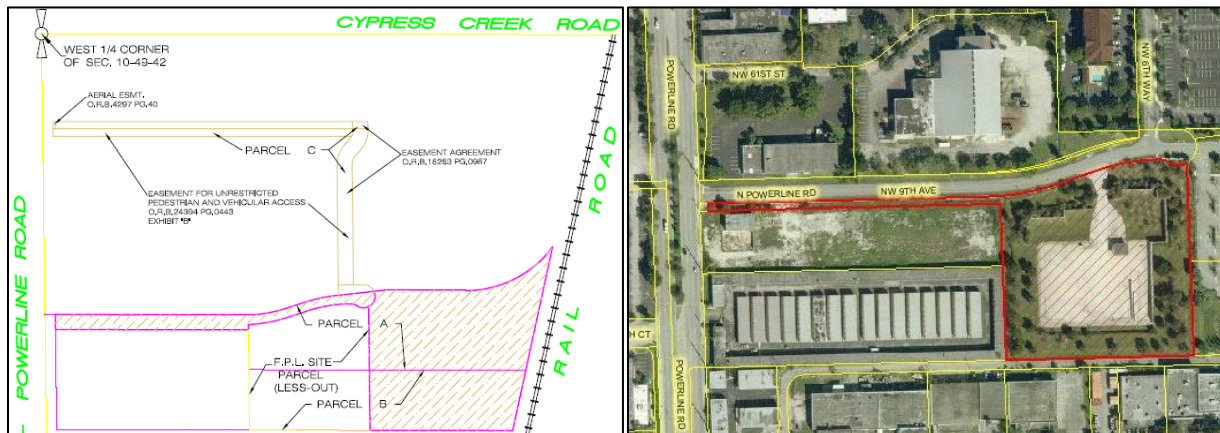 CYPRESS CREEK ROAD
WEST 1/4 CORNER
OF SEC. 10-49-42
AERIAL ESMT.
O.R.B.4297 PG.40
PARCEL
C
EASEMENT AGREEMENT
O.R.B.18263 PG.0987
EASEMENT FOR UNRESTRICTED
PEDESTRIAN AND VEHICULAR ACCESS
O.R.B.24394 PG.0443
EXHIBIT "B"
POWERLINE ROAD
RAIL ROAD
PARCEL
A
F.P.L. SITE
PARCEL
(LESS-OUT)
PARCEL
B
POWERLINE RD
NW 61ST ST
NW 6TH WAY
N POWERLINE RD
NW 9TH AVE
H CT
POWERLINE RD